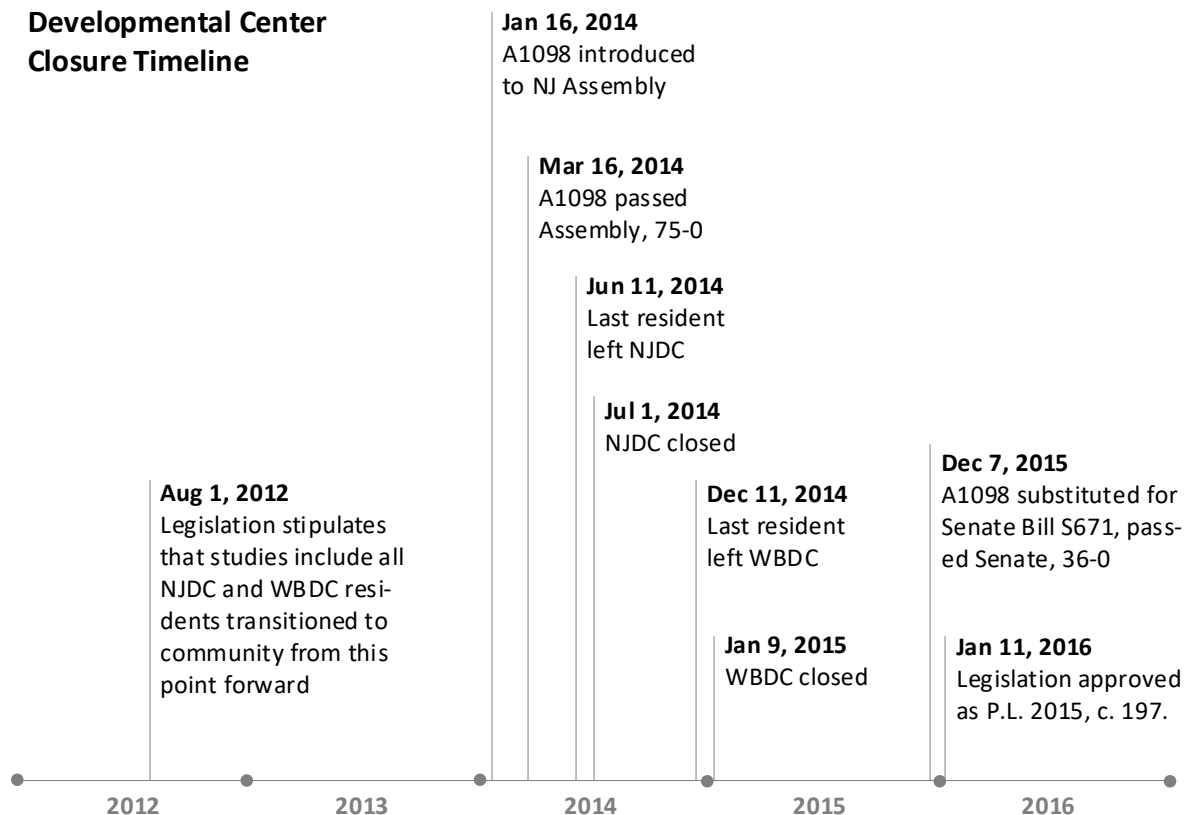 Developmental Center
Closure Timeline
Jan 16, 2014
A1098 introduced
to NJ Assembly
Mar 16, 2014
A1098 passed
Assembly, 75-0
Jun 11, 2014
Last resident
left NJDC
Jul 1, 2014
NJDC closed
Aug 1, 2012
Legislation stipulates
that studies include all
NJDC and WBDC resi-
dents transitioned to
community from this
point forward
Dec 11, 2014
Last resident
left WBDC
Jan 9, 2015
WBDC closed
Dec 7, 2015
A1098 substituted for
Senate Bill S671, pass-
ed Senate, 36-0
Jan 11, 2016
Legislation approved
as P.L. 2015, c. 197.
2012
2013
2014
2015
2016